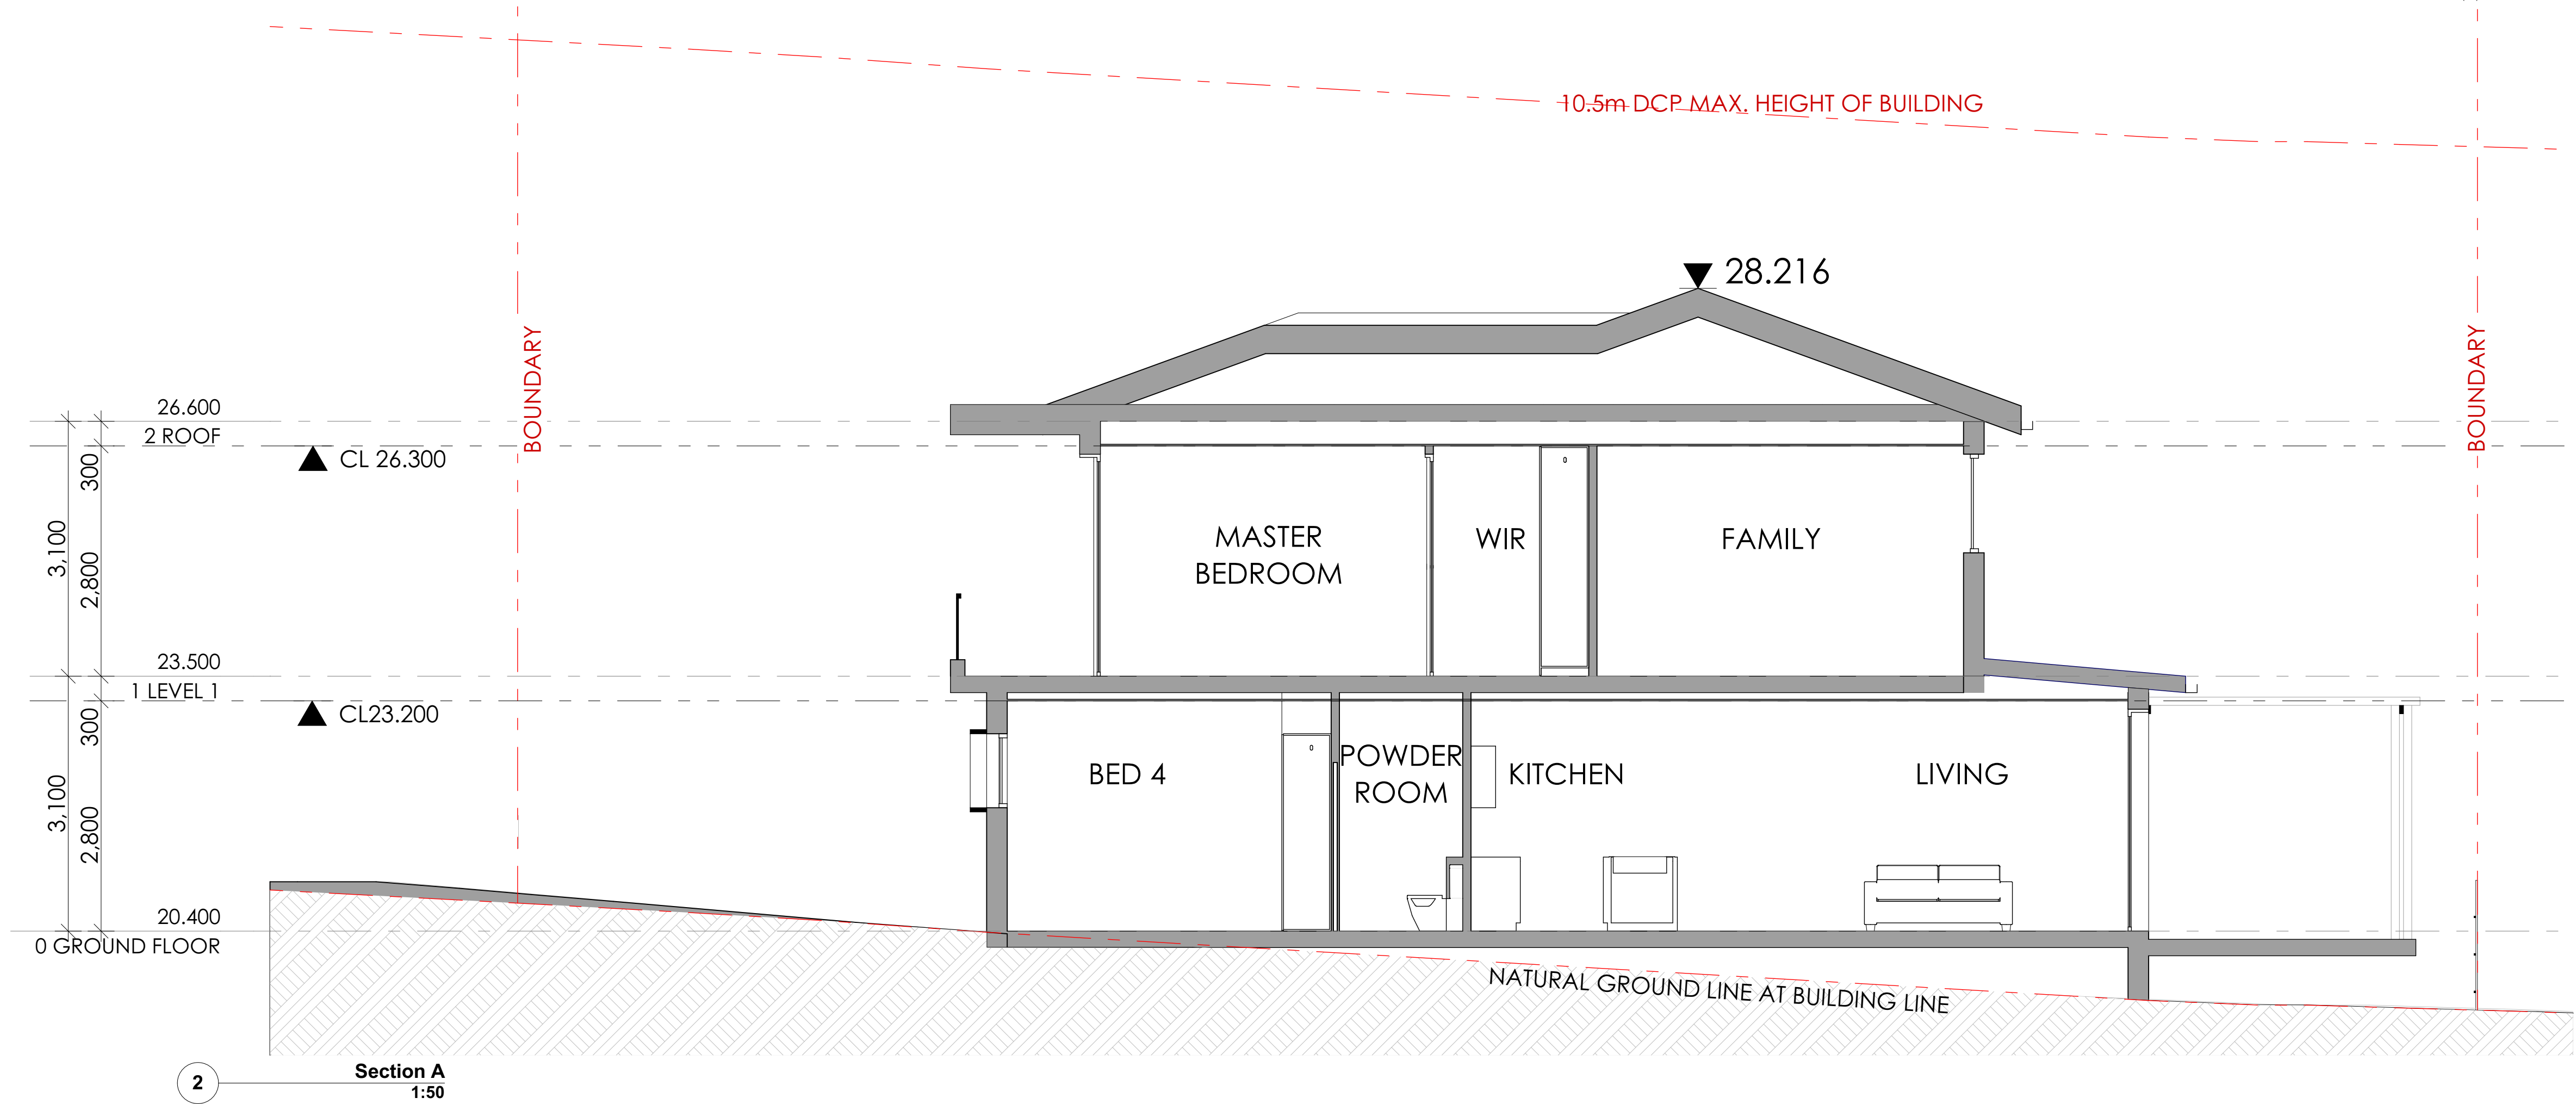 10.5m DCP MAX. HEIGHT OF BUILDING
28.216
BOUNDARY
BOUNDARY
26.600
2 ROOF
CL 26.300
300
3,100
2,800
MASTER
BEDROOM
WIR
FAMILY
23.500
1 LEVEL 1
CL23.200
300
3,100
2,800
BED 4
POWDER
ROOM
KITCHEN
LIVING
20.400
0 GROUND FLOOR
NATURAL GROUND LINE AT BUILDING LINE
2
Section A
1:50